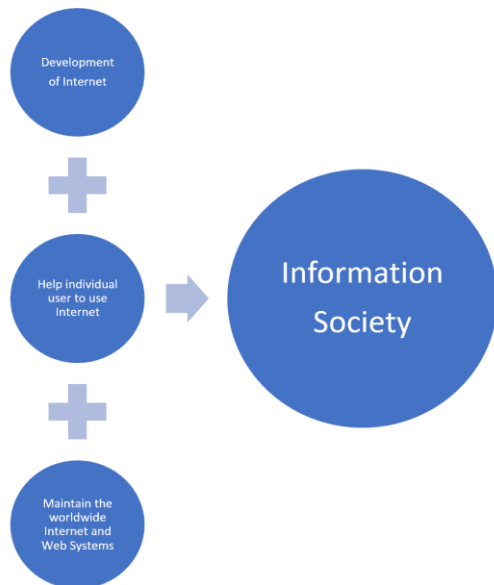 Development
of Internet
Help individual
user to use
Internet
Information
Society
Maintain the
worldwide
Internet and
Web Systems